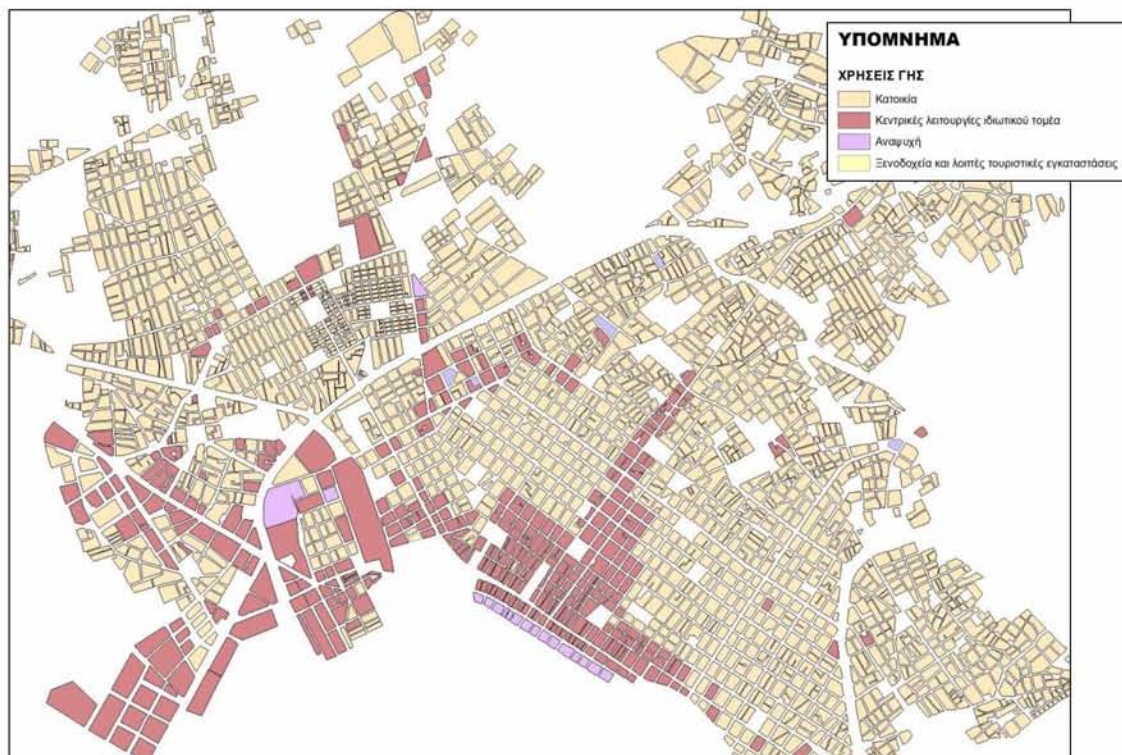 ΥΠΟΜΝΗΜΑ
ΧΡΗΣΕΙΣ ΓΗΣ
Κατοικία
Κεντρικές λειτουργίες ιδιωτικού τομέα
Αναψυχή
Ξενοδοχεία και λοιπές τουριστικές εγκαταστάσεις